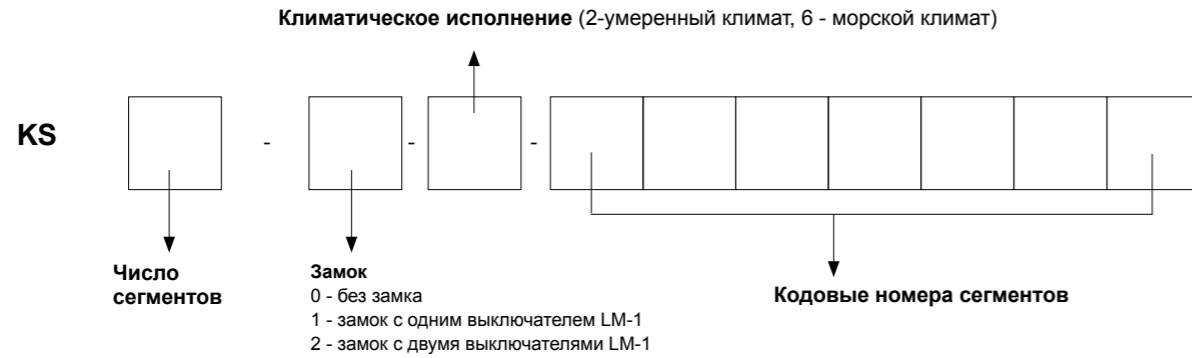 Климатическое исполнение (2-умеренный климат, 6 - морской климат)
KS - - -
Число
сегментов
Замок
0 - без замка
1 - замок с одним выключателем LM-1
2 - замок с двумя выключателями LM-1
Кодовые номера сегментов